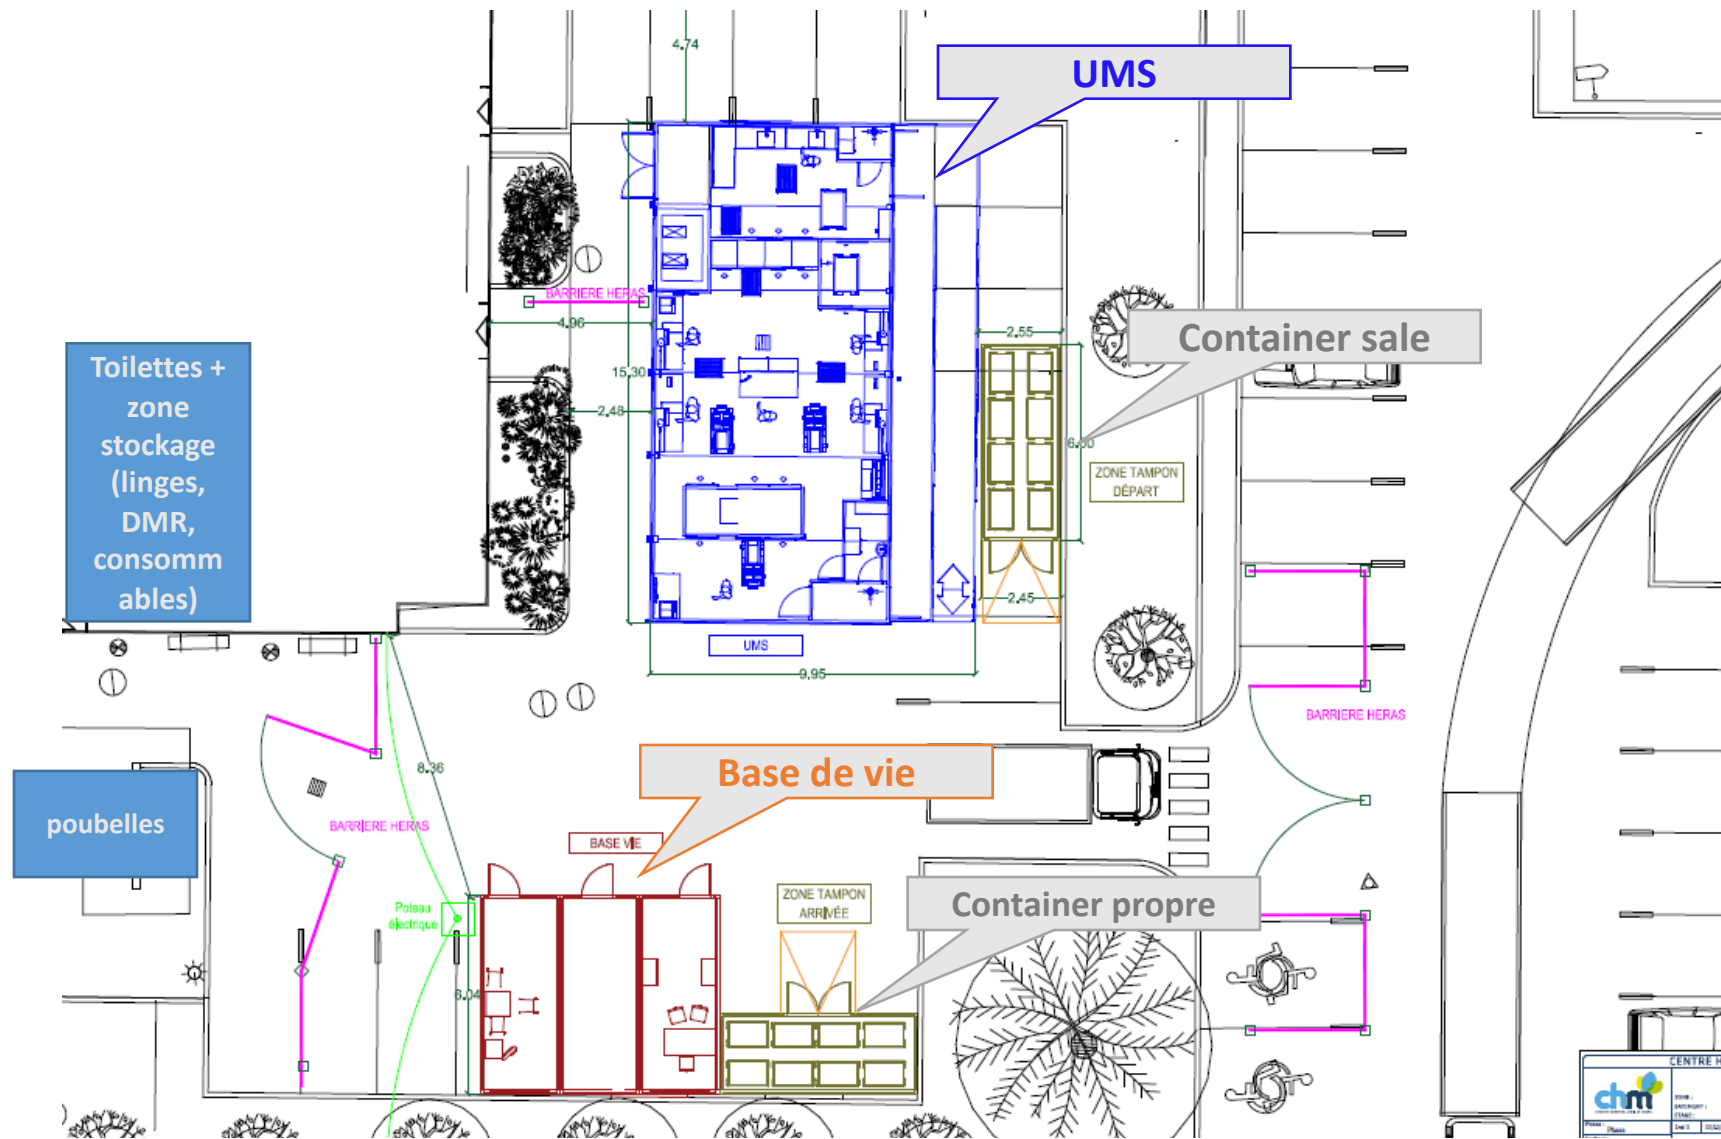 4.74
UMS
BARRIERE HERAS
4.96
2.55
Container sale
15.30
2.48
Toilettes +
zone
stockage
(linges,
DMR,
consomm
ables)
ZONE TAMPON
DÉPART
2.45
UMS
9.95
BARRIERE HERAS
8.36
Base de vie
poubelles
BARRIERE HERAS
BASE VIE
ZONE TAMPON
ARRIVÉE
Container propre
Poteau
électrique
6.04
CENTRE H
chm